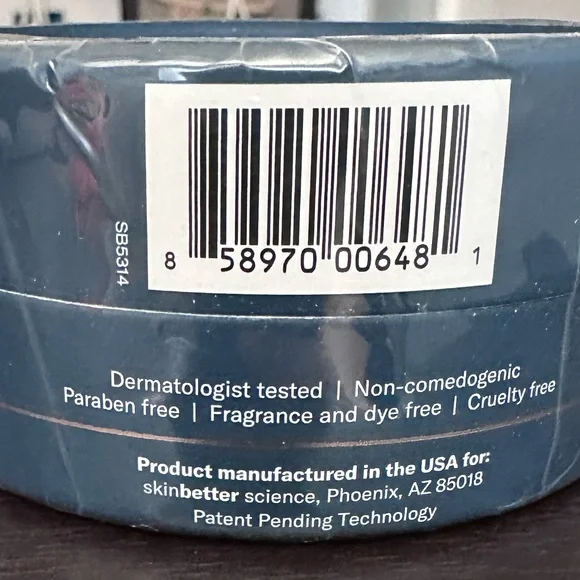 SB5314
8 58970 00648 1
Dermatologist tested | Non-comedogenic
Paraben free | Fragrance and dye free | Cruelty free
Product manufactured in the USA for:
skinbetter science, Phoenix, AZ 85018
Patent Pending Technology